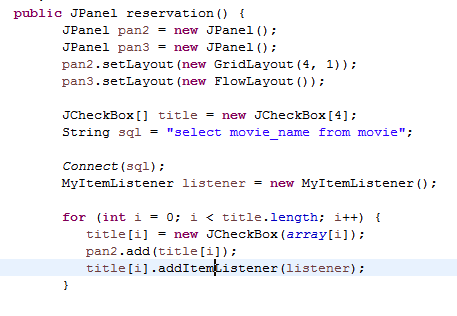 public JPanel reservation() {
JPanel pan2 = new JPanel();
JPanel pan3 = new JPanel();
pan2.setLayout(new GridLayout(4, 1));
pan3.setLayout(new FlowLayout());
JCheckBox[] title = new JCheckBox[4];
String sql = "select movie_name from movie";
Connect(sql);
MyItemListener listener = new MyItemListener();
for (int i = 0; i < title.length; i++) {
title[i] = new JCheckBox(array[i]);
pan2.add(title[i]);
title[i].addItemListener(listener);
}